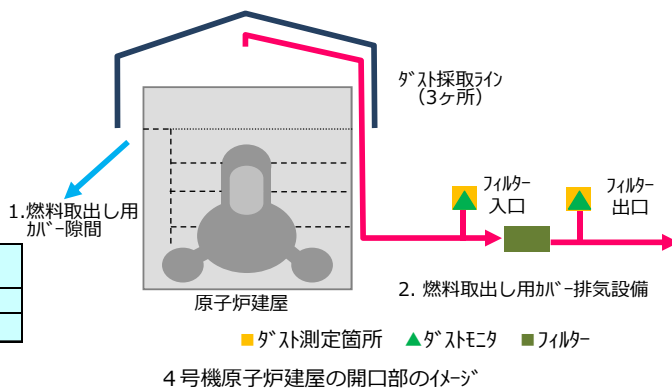 ダスト採取ライン
(3ヶ所)
1.燃料取出し用
カバー隙間
フィルター
入口
フィルター
出口
原子炉建屋
2. 燃料取出し用カバー排気設備
ダスト測定箇所 ダストモニタ フィルター
4号機原子炉建屋の開口部のイメージ